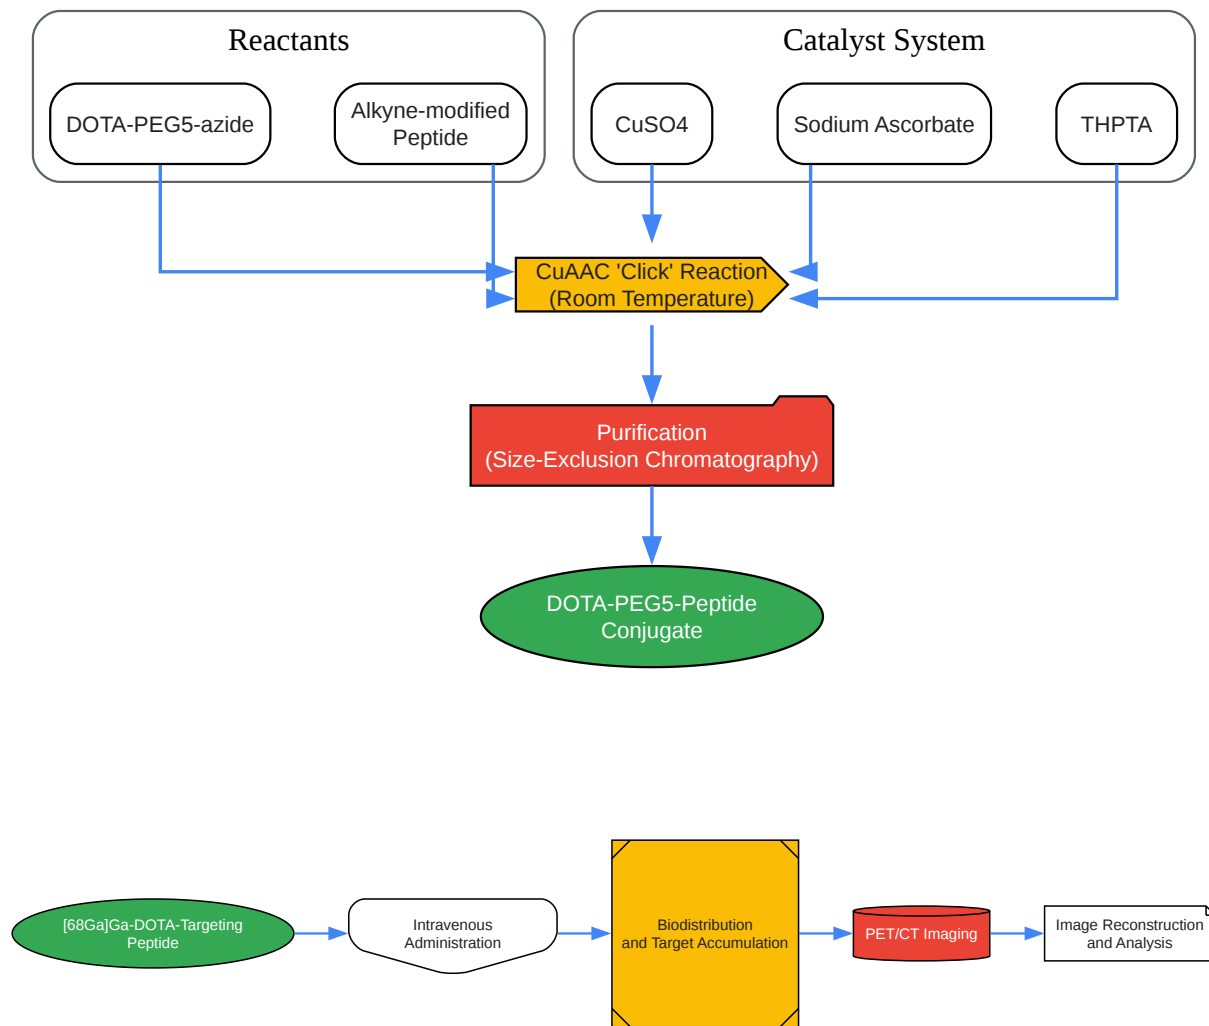 Reactants
Catalyst System
DOTA-PEG5-azide
Alkyne-modified
Peptide
CuSO4
Sodium Ascorbate
THPTA
CuAAC 'Click' Reaction
(Room Temperature)
Purification
(Size-Exclusion Chromatography)
DOTA-PEG5-Peptide
Conjugate
[68Ga]Ga-DOTA-Targeting
Peptide
Intravenous
Administration
Biodistribution
and Target Accumulation
PET/CT Imaging
Image Reconstruction
and Analysis